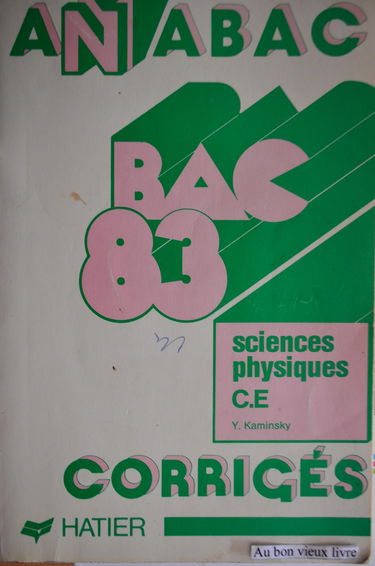 ANNABAC
BAC
83
sciences
physiques
C.E
Y. Kaminsky
CORRIGÉS
HATIER
Au bon vieux livre